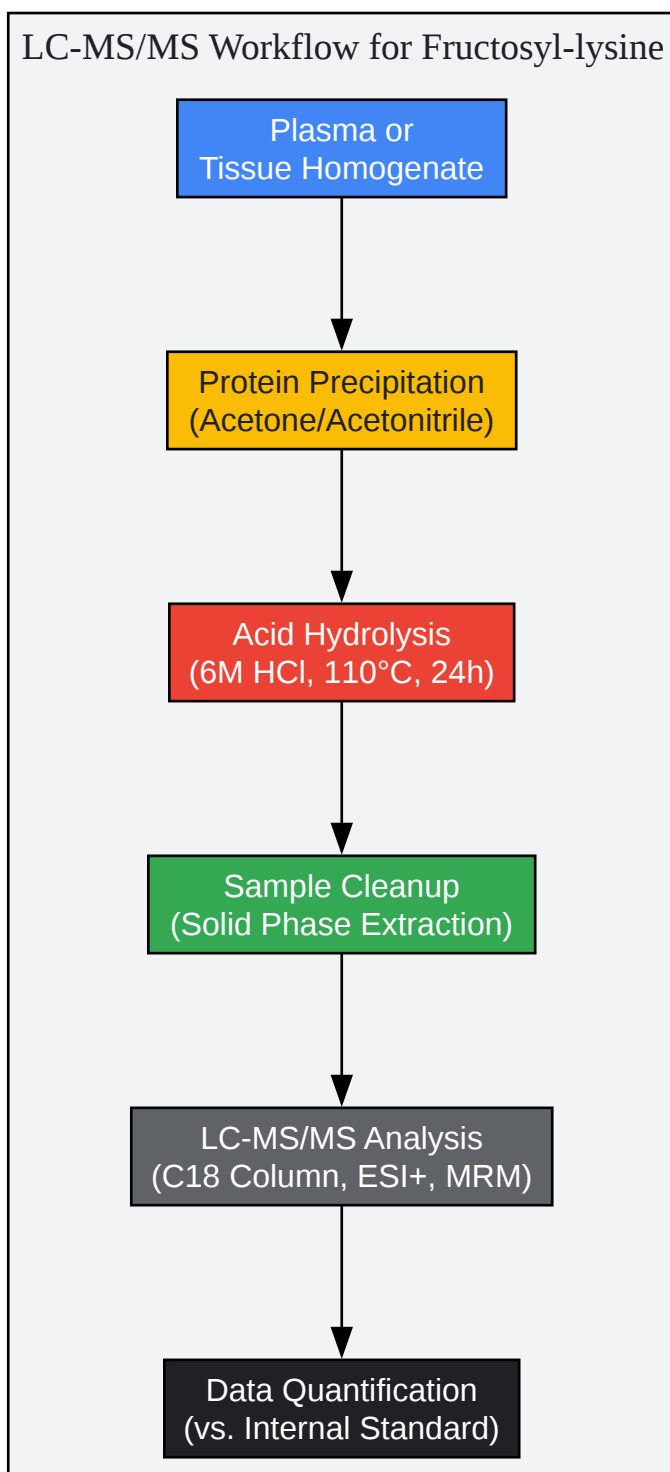 LC-MS/MS Workflow for Fructosyl-lysine
Plasma or
Tissue Homogenate
Protein Precipitation
(Acetone/Acetonitrile)
Acid Hydrolysis
(6M HCl, 110°C, 24h)
Sample Cleanup
(Solid Phase Extraction)
LC-MS/MS Analysis
(C18 Column, ESI+, MRM)
Data Quantification
(vs. Internal Standard)